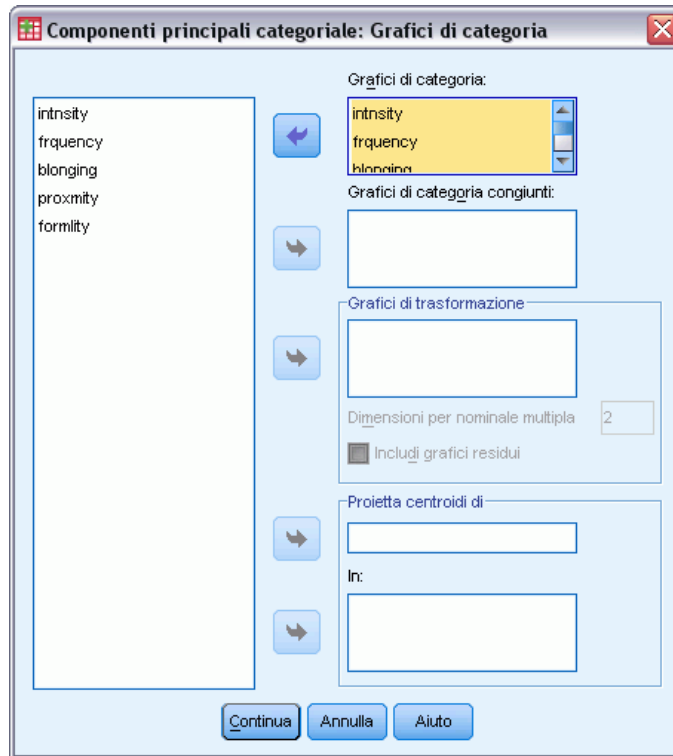 Componenti principali categoriale: Grafici di categoria
intnsity
frquency
blonging
proxmity
formlity
Grafici di categoria:
intnsity
frquency
blonging
Grafici di categoria congiunti:
Grafici di trasformazione
Dimensioni per nominale multipla 2
Includi grafici residui
Proietta centroidi di
In:
Continua Annulla Aiuto